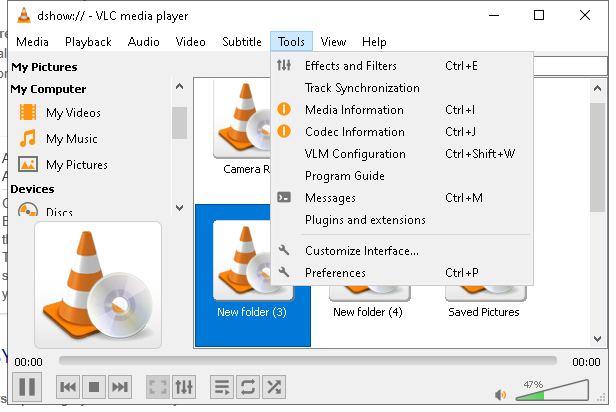 dshow:// - VLC media player
Media Playback Audio Video Subtitle Tools View Help
My Pictures
My Computer
My Videos
My Music
My Pictures
Devices
Discs
Effects and Filters Ctrl+E
Track Synchronization
Media Information Ctrl+I
Codec Information Ctrl+J
VLM Configuration Ctrl+Shift+W
Program Guide
Messages Ctrl+M
Plugins and extensions
Customize Interface...
Preferences Ctrl+P
Camera R
New folder (3) New folder (4) Saved Pictures
00:00 00:00
47%